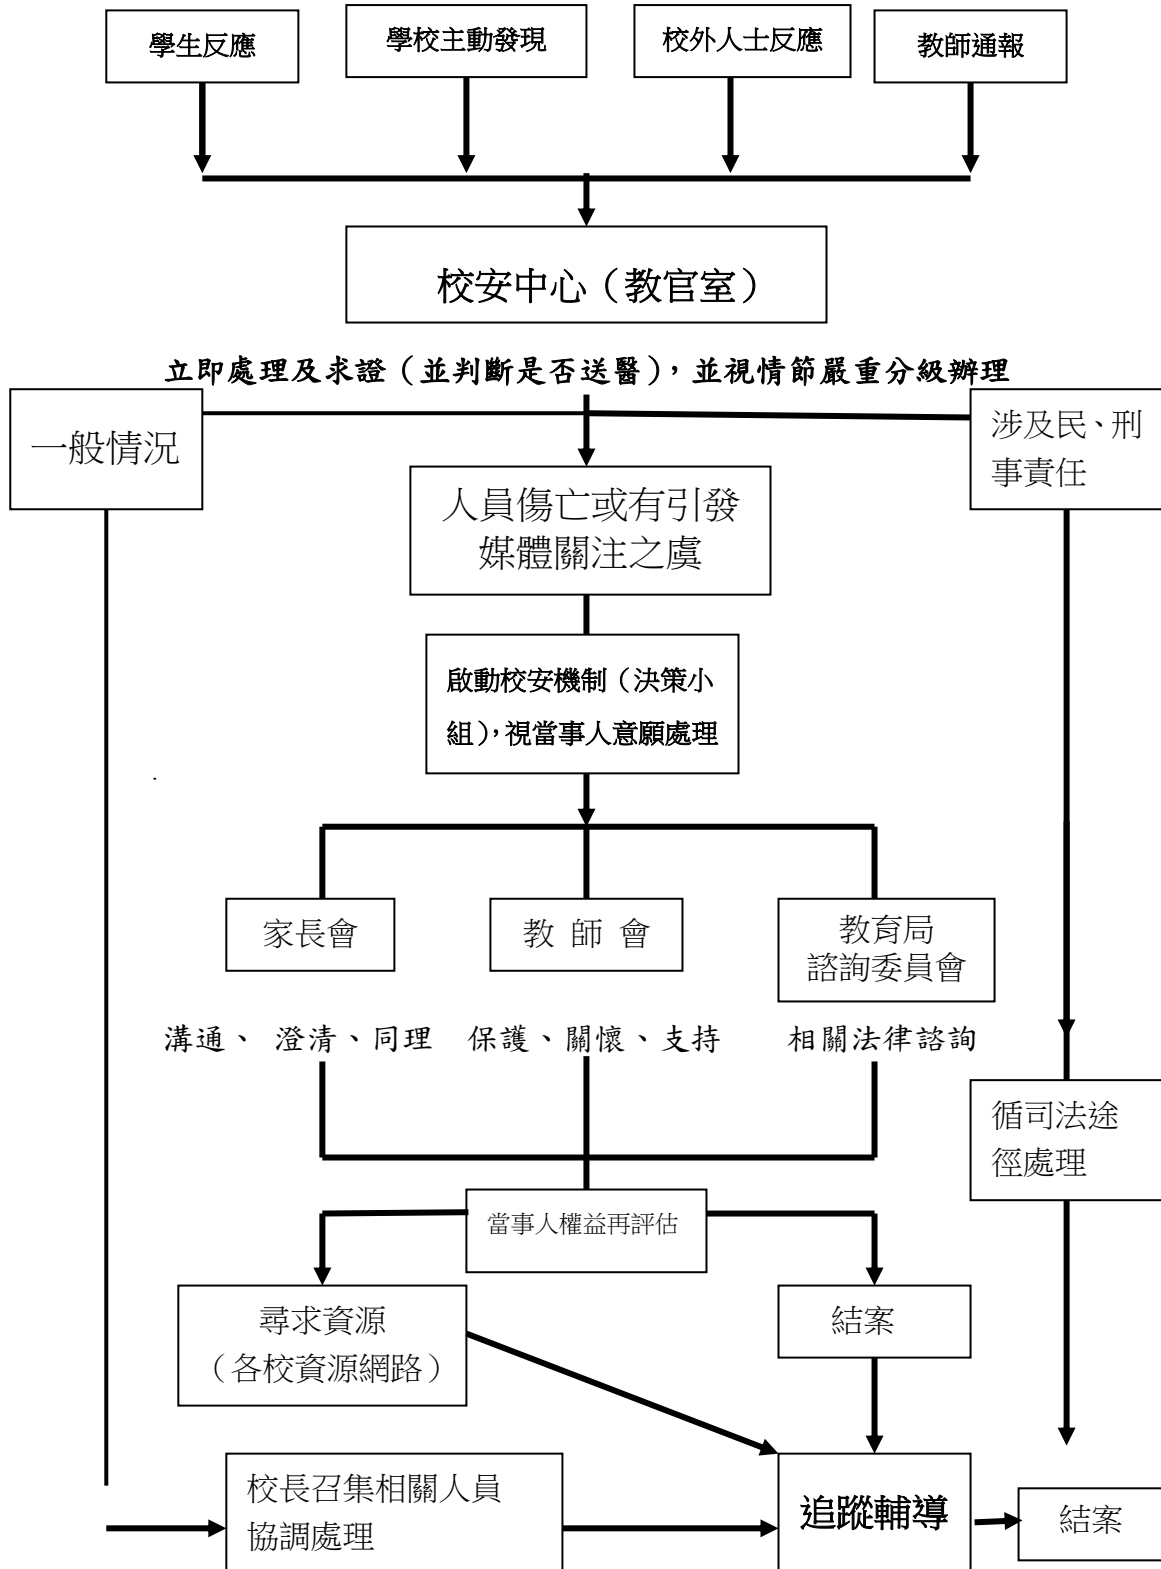 學生反應
學校主動發現
校外人士反應
教師通報
校安中心（教官室）
立即處理及求證（並判斷是否送醫），並視情節嚴重分級辦理
一般情況
涉及民、刑
事責任
人員傷亡或有引發
媒體關注之虞
啟動校安機制（決策小
組），視當事人意願處理
家長會
教 師 會
教育局
諮詢委員會
溝通、 澄清、同理
保護、關懷、支持
相關法律諮詢
循司法途
徑處理
當事人權益再評估
尋求資源
（各校資源網路）
結案
校長召集相關人員
協調處理
追蹤輔導
結案